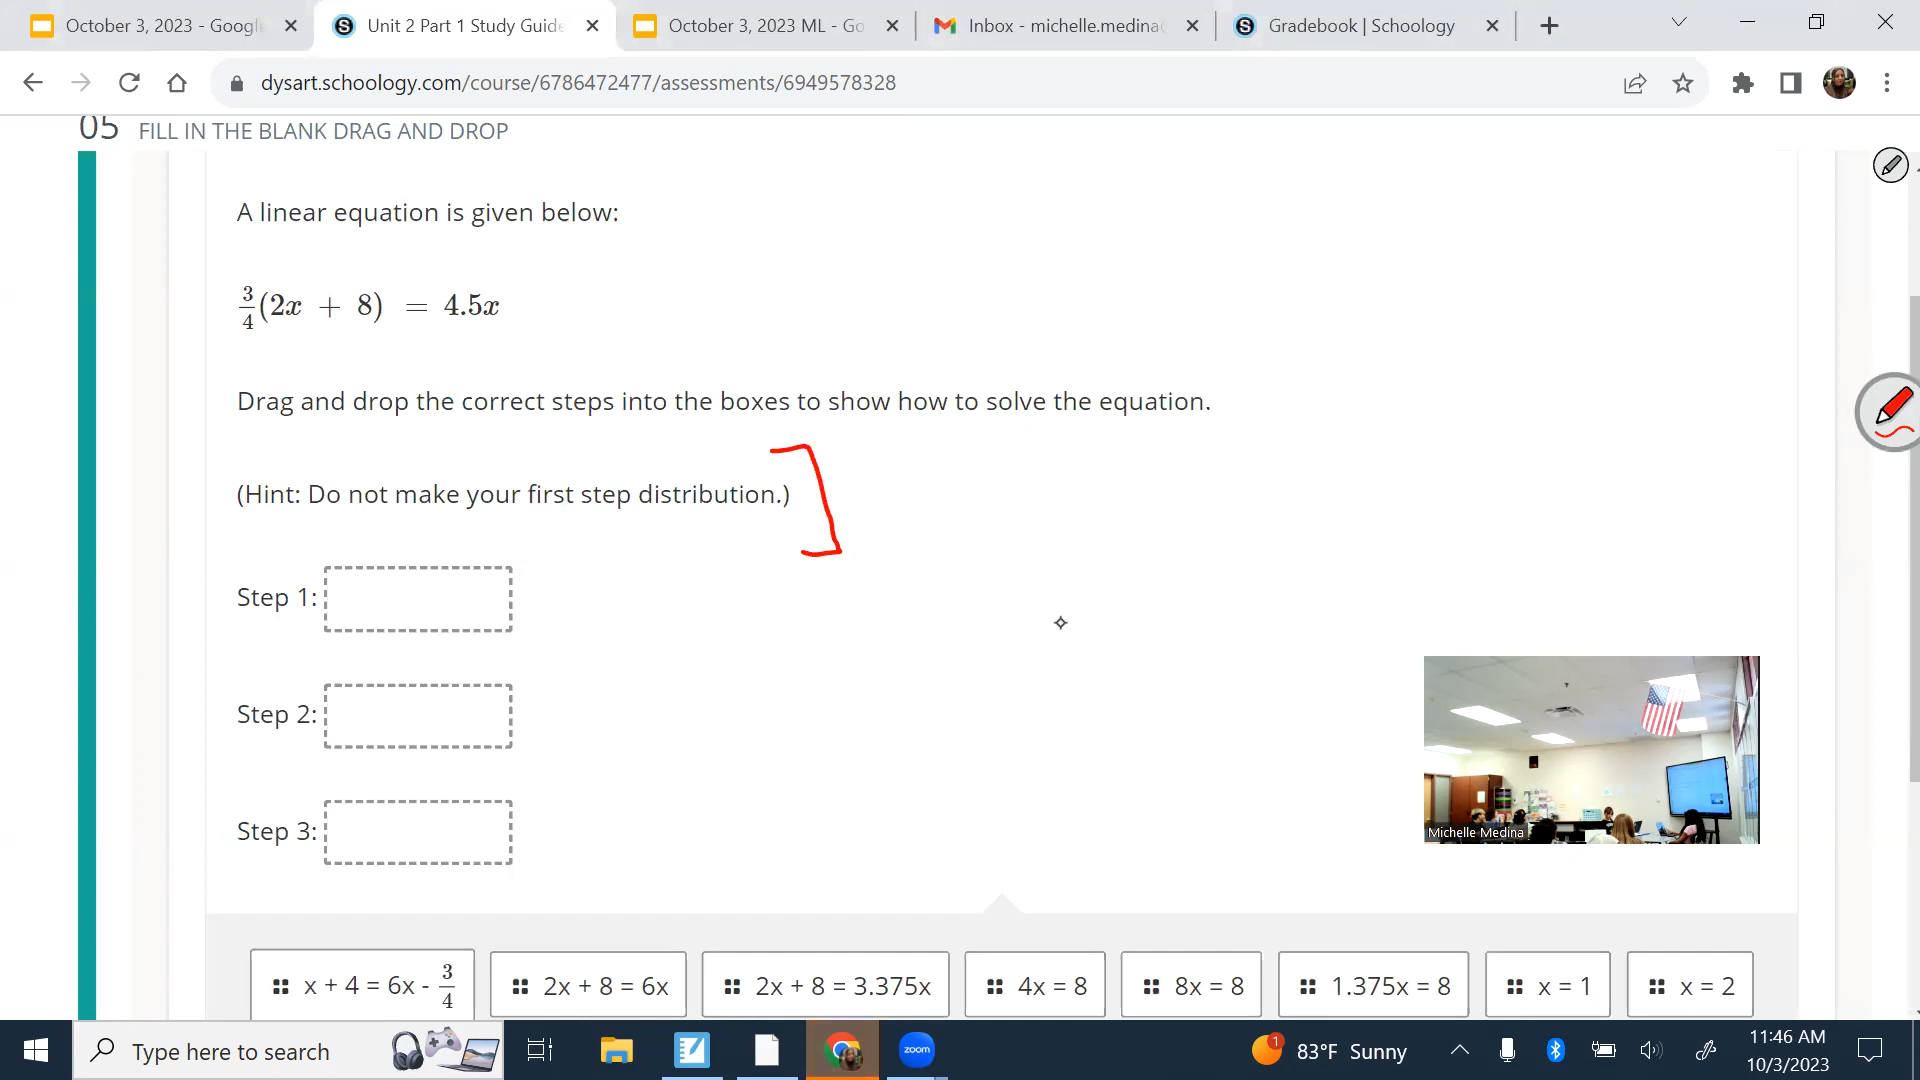 October 3, 2023 - Googl
Unit 2 Part 1 Study Guide
October 3, 2023 ML - Go
Inbox - michelle.medina
Gradebook | Schoology
dysart.schoology.com/course/6786472477/assessments/6949578328
05 FILL IN THE BLANK DRAG AND DROP
A linear equation is given below:
3/4(2x + 8) = 4.5x
Drag and drop the correct steps into the boxes to show how to solve the equation.
(Hint: Do not make your first step distribution.)
Step 1:
Step 2:
Step 3:
Michelle Medina
x + 4 = 6x - 3/4
2x + 8 = 6x
2x + 8 = 3.375x
4x = 8
8x = 8
1.375x = 8
x = 1
x = 2
Type here to search
zoom
1
83°F Sunny
11:46 AM
10/3/2023